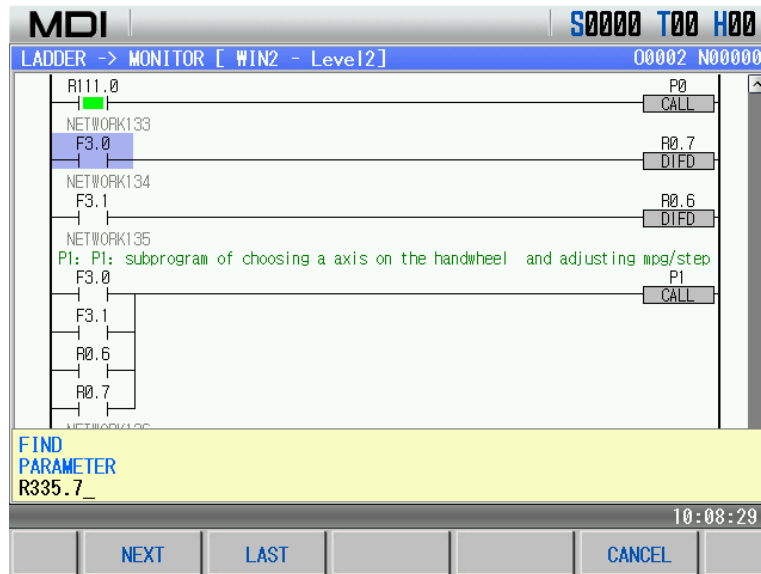 MDI S0000 T00 H00
LADDER -> MONITOR [ WIN2 - Level2] O0002 N00000
R111.0 P0
CALL
NETWORK133
F3.0 R0.7
DIFD
NETWORK134
F3.1 R0.6
DIFD
NETWORK135
P1: P1: subprogram of choosing a axis on the handwheel and adjusting mpg/step
F3.0 P1
CALL
F3.1
R0.6
R0.7
FIND
PARAMETER
R335.7_
10:08:29
NEXT LAST CANCEL